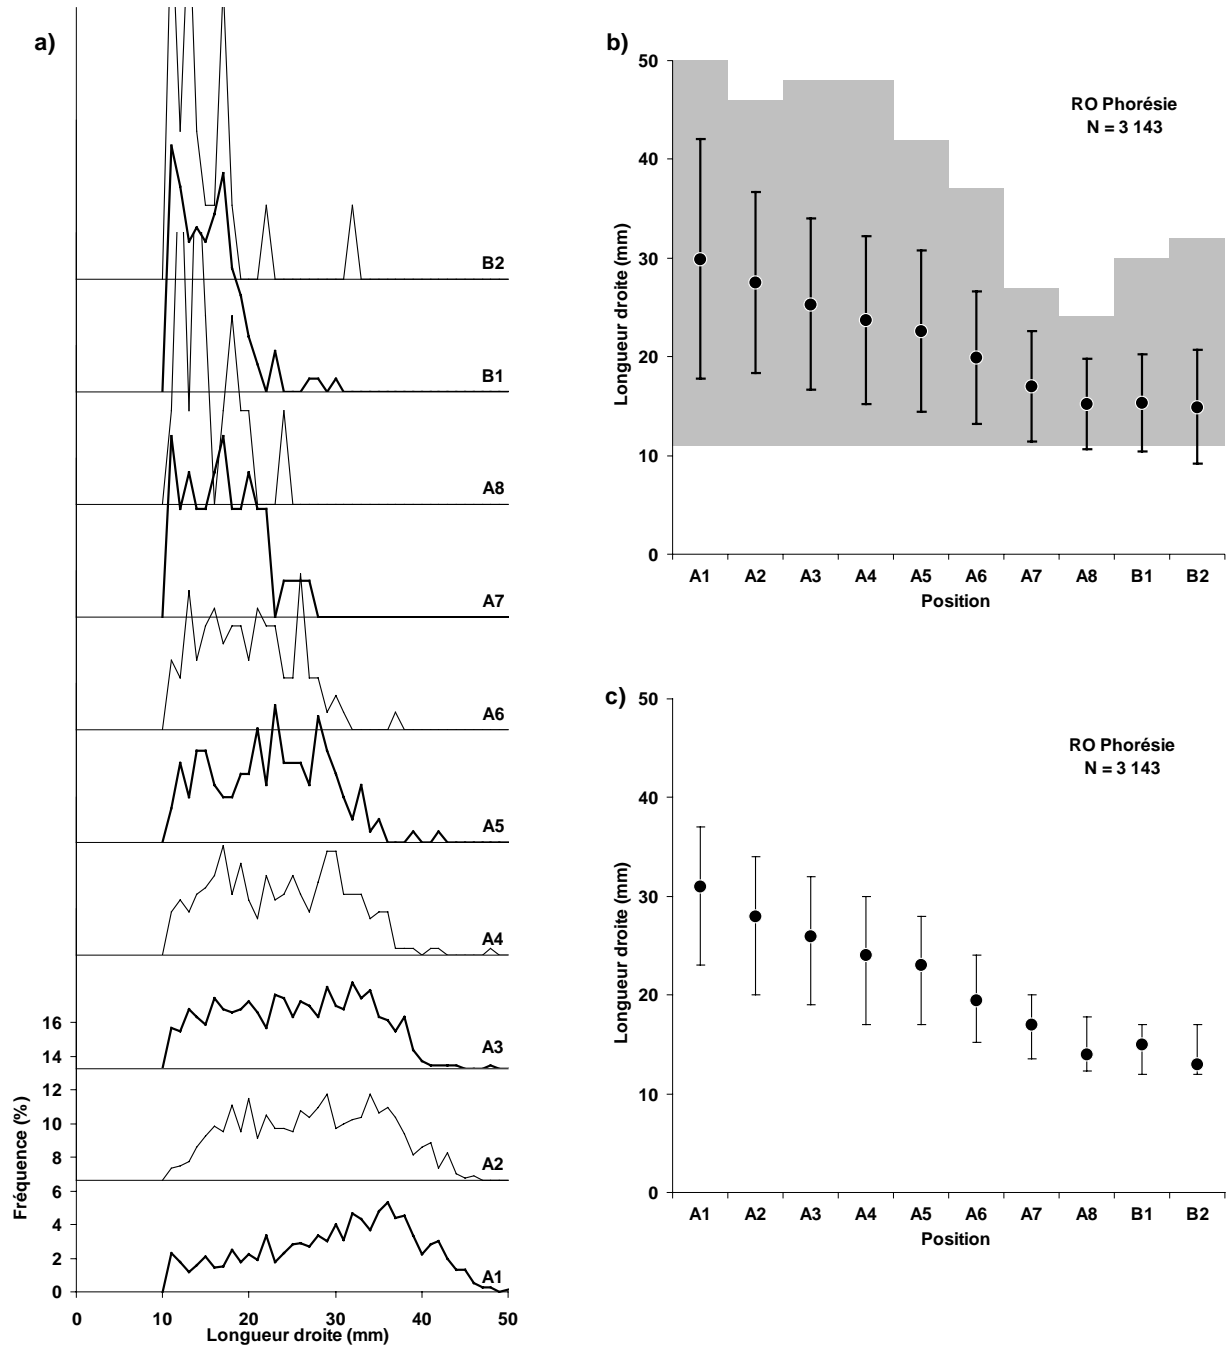 a)
B2
B1
A8
A7
A6
A5
A4
A3
A2
A1
Fréquence (%)
16
14
12
10
8
6
4
2
0
0 10 20 30 40 50
Longueur droite (mm)
b)
RO Phorésie
N = 3 143
Longueur droite (mm)
50
40
30
20
10
0
A1 A2 A3 A4 A5 A6 A7 A8 B1 B2
Position
c)
RO Phorésie
N = 3 143
Longueur droite (mm)
50
40
30
20
10
0
A1 A2 A3 A4 A5 A6 A7 A8 B1 B2
Position